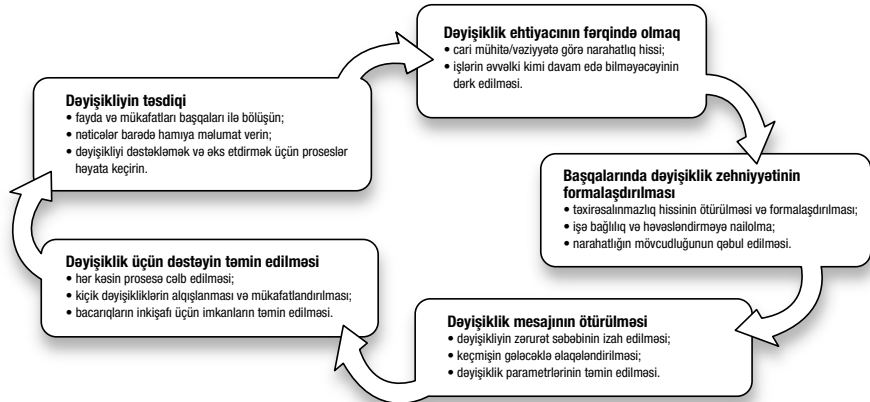 Dəyişiklik ehtiyacının fərqində olmaq
• cari mühitə/vəziyyətə görə narahatlıq hissi;
• işlərin əvvəlki kimi davam edə bilməyəcəyinin
dərk edilməsi.
Başqalarında dəyişiklik zehniyyətinin
formalaşdırılması
• təxirəsalınmazlıq hissinin ötürülməsi və formalaşdırılması;
• işə bağlılıq və həvəsləndirməyə nailolma;
• narahatlığın mövcudluğunun qəbul edilməsi.
Dəyişiklik mesajının ötürülməsi
• dəyişikliyin zərurət səbəbinin izah edilməsi;
• keçmişin gələcəklə əlaqələndirilməsi;
• dəyişiklik parametrlərinin təmin edilməsi.
Dəyişiklik üçün dəstəyin təmin edilməsi
• hər kəsin prosesə cəlb edilməsi;
• kiçik dəyişikliklərin alqışlanması və mükafatlandırılması;
• bacarıqların inkişafı üçün imkanların təmin edilməsi.
Dəyişikliyin təsdiqi
• fayda və mükafatları başqaları ilə bölüşün;
• nəticələr barədə hamıya məlumat verin;
• dəyişikliyi dəstəkləmək və əks etdirmək üçün proseslər
həyata keçirin.